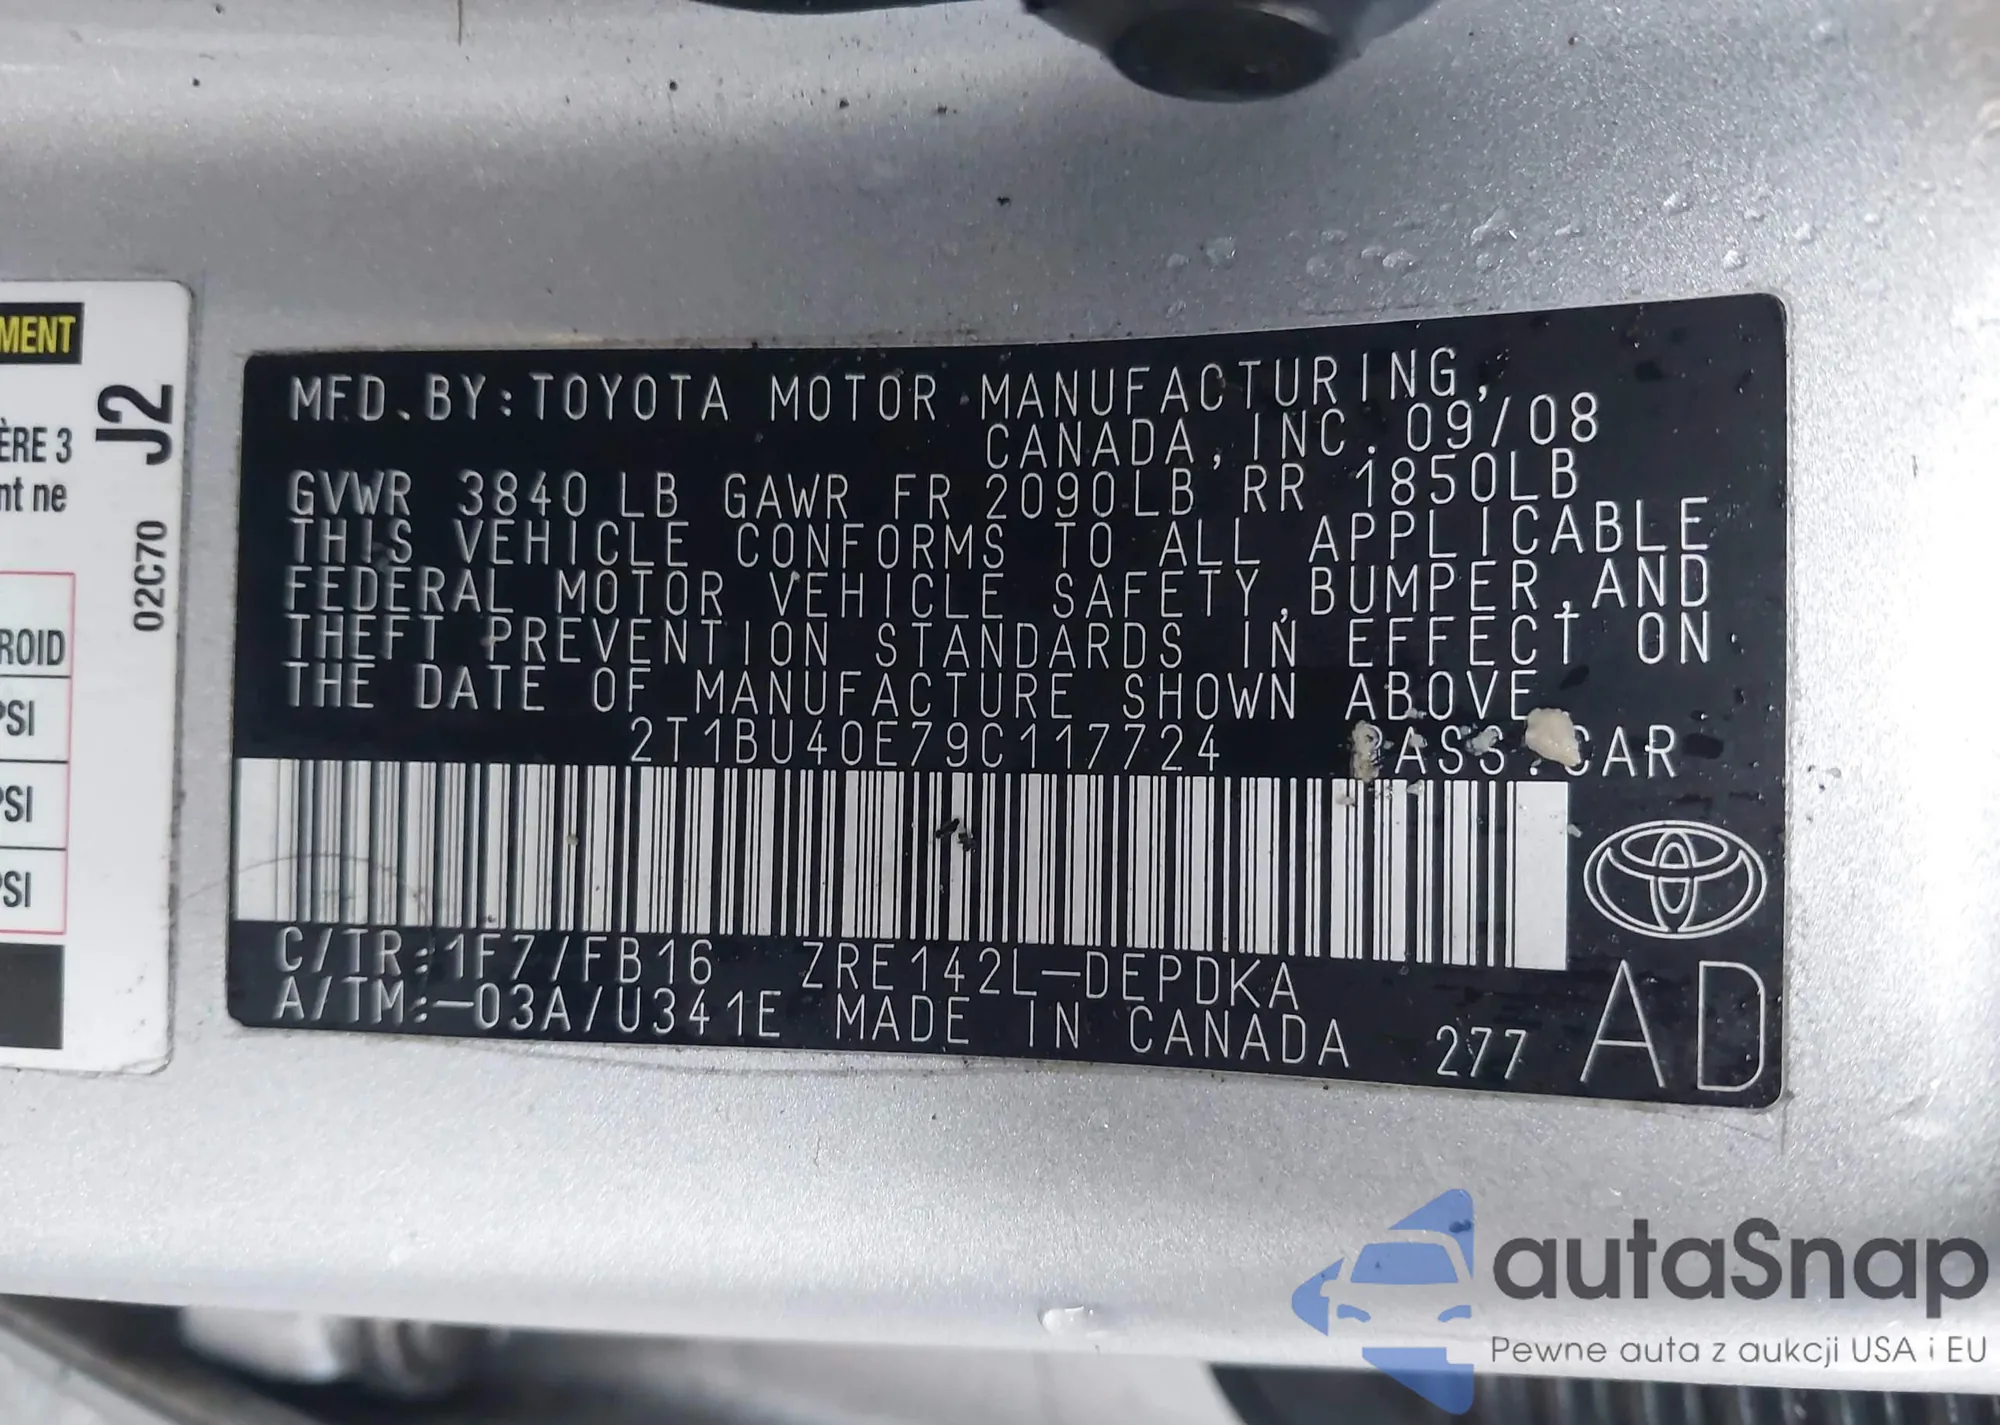 MENT
ÈRE 3
nt ne
ROID
PSI
PSI
PSI
J2
02C70
MFD. BY: TOYOTA MOTOR MANUFACTURING,
CANADA, INC. 09/08
GVWR 3840 LB GAWR FR 2090LB RR 1850LB
THIS VEHICLE CONFORMS TO ALL APPLICABLE
FEDERAL MOTOR VEHICLE SAFETY, BUMPER, AND
THEFT PREVENTION STANDARDS IN EFFECT ON
THE DATE OF MANUFACTURE SHOWN ABOVE.
2T1BU40E79C117724 PASS. CAR
C/TR: 1F7/FB16 ZRE142L-DEPDKA
A/TM: -03A/U341E MADE IN CANADA 277 AD
autaSnap
Pewne auta z aukcji USA i EU